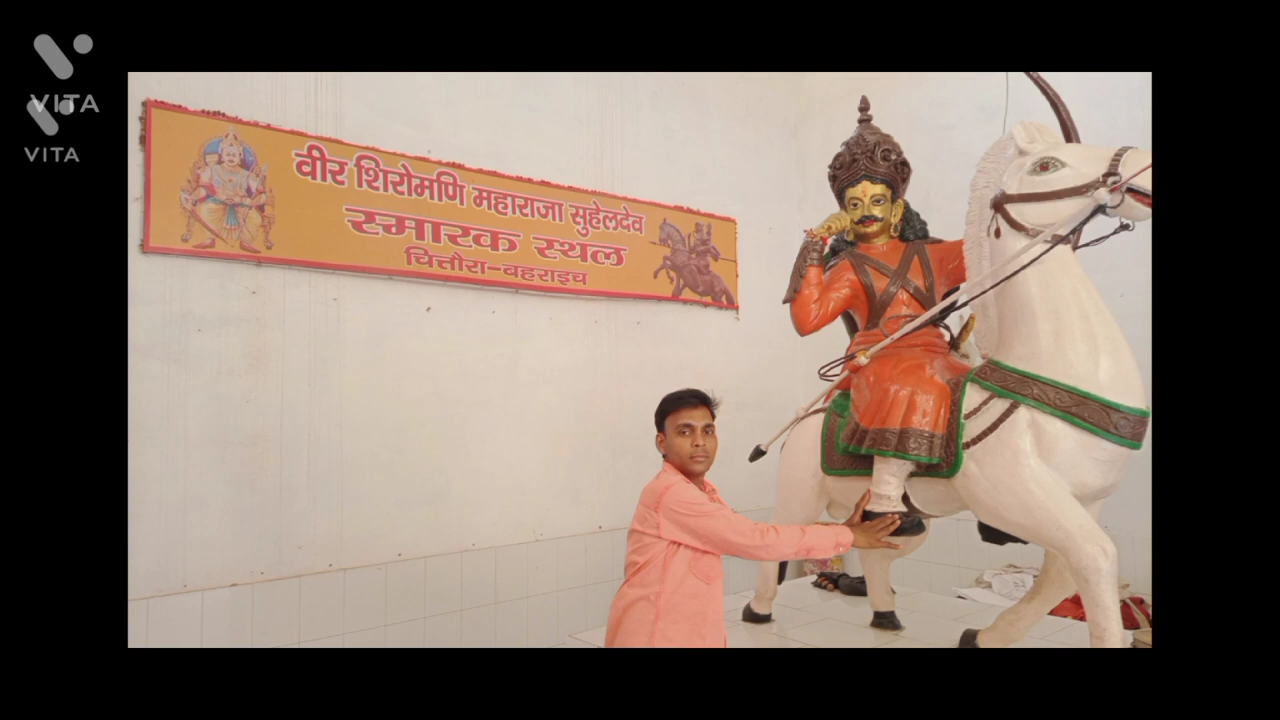 VITA
VITA
वीर शिरोमणि महाराजा सुहेलदेव
स्मारक स्थल
चित्तौरा-बहराइच